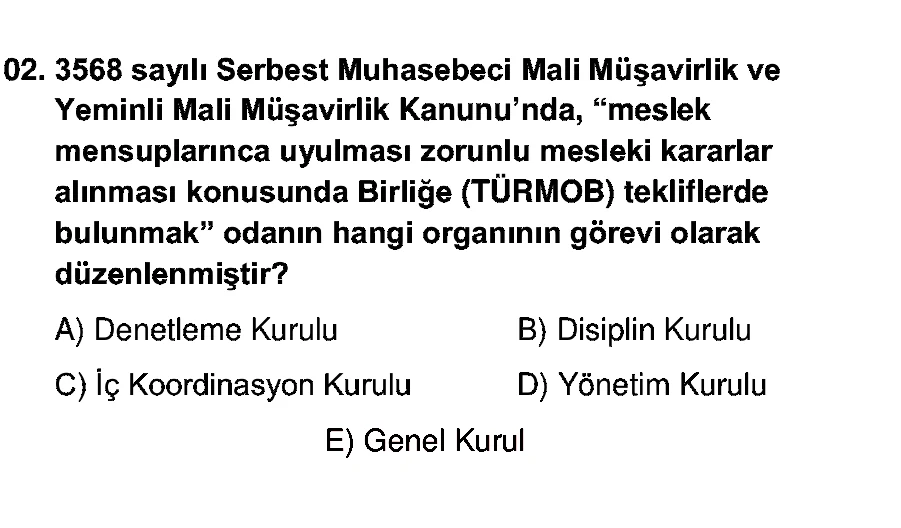 02. 3568 sayılı Serbest Muhasebeci Mali Müşavirlik ve
Yeminli Mali Müşavirlik Kanunu’nda, “meslek
mensuplarınca uyulması zorunlu mesleki kararlar
alınması konusunda Birliğe (TÜRMOB) tekliflerde
bulunmak” odanın hangi organının görevi olarak
düzenlenmiştir?
A) Denetleme Kurulu B) Disiplin Kurulu
C) İç Koordinasyon Kurulu D) Yönetim Kurulu
E) Genel Kurul